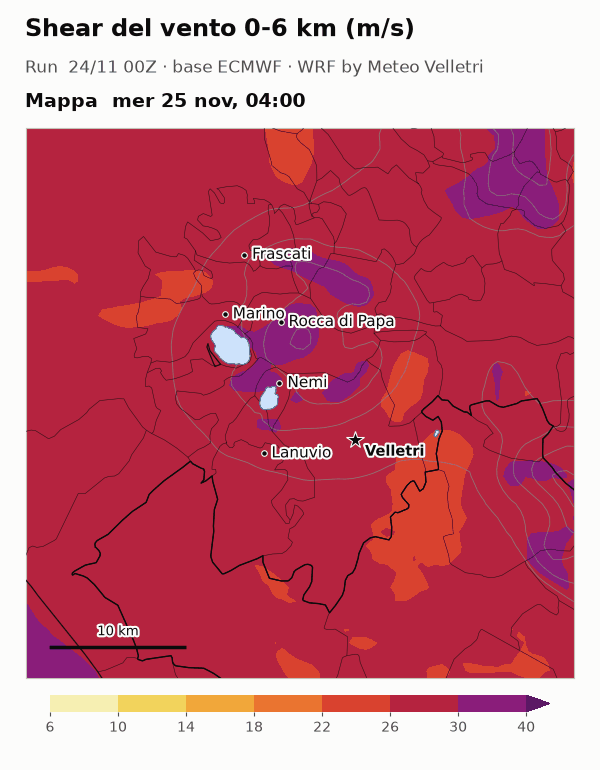 Shear del vento 0-6 km (m/s)
Run  24/11 00Z · base ECMWF · WRF by Meteo Velletri
Mappa  mer 25 nov, 04:00
Frascati
Marino
Rocca di Papa
Nemi
Velletri
Lanuvio
10 km
6 10 14 18 22 26 30 40